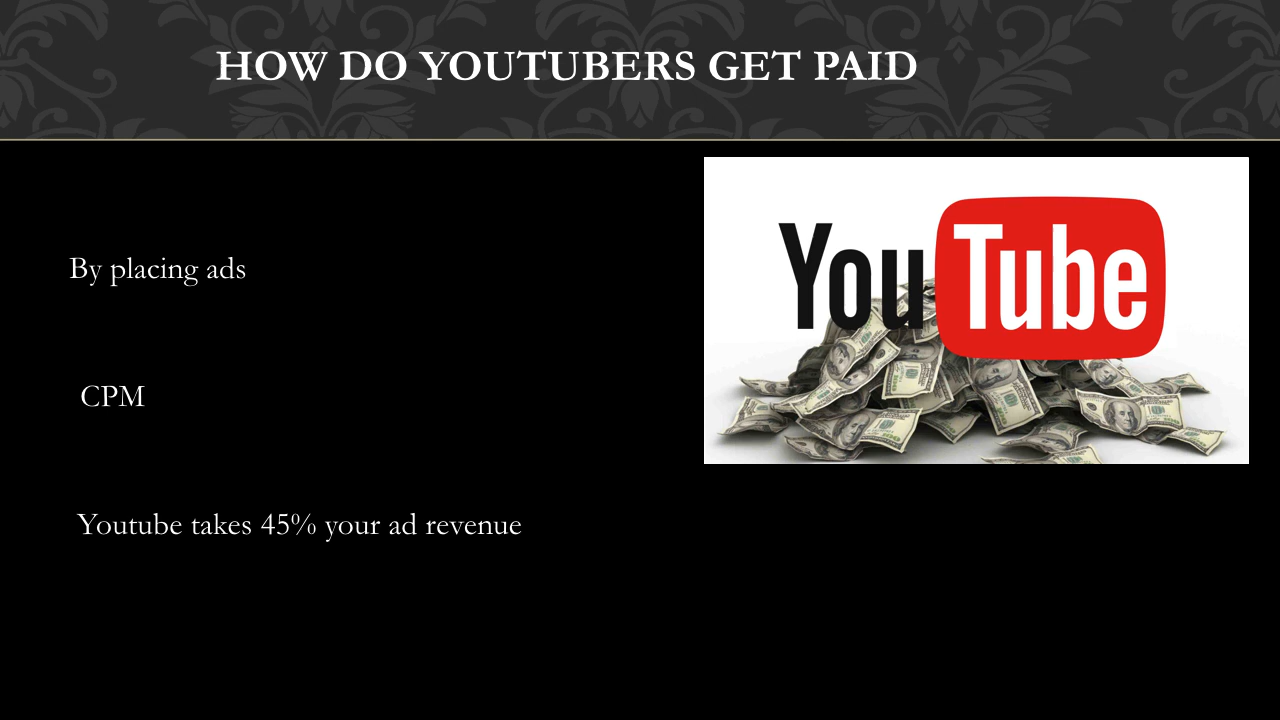 HOW DO YOUTUBERS GET PAID
By placing ads
CPM
Youtube takes 45% your ad revenue
YouTube